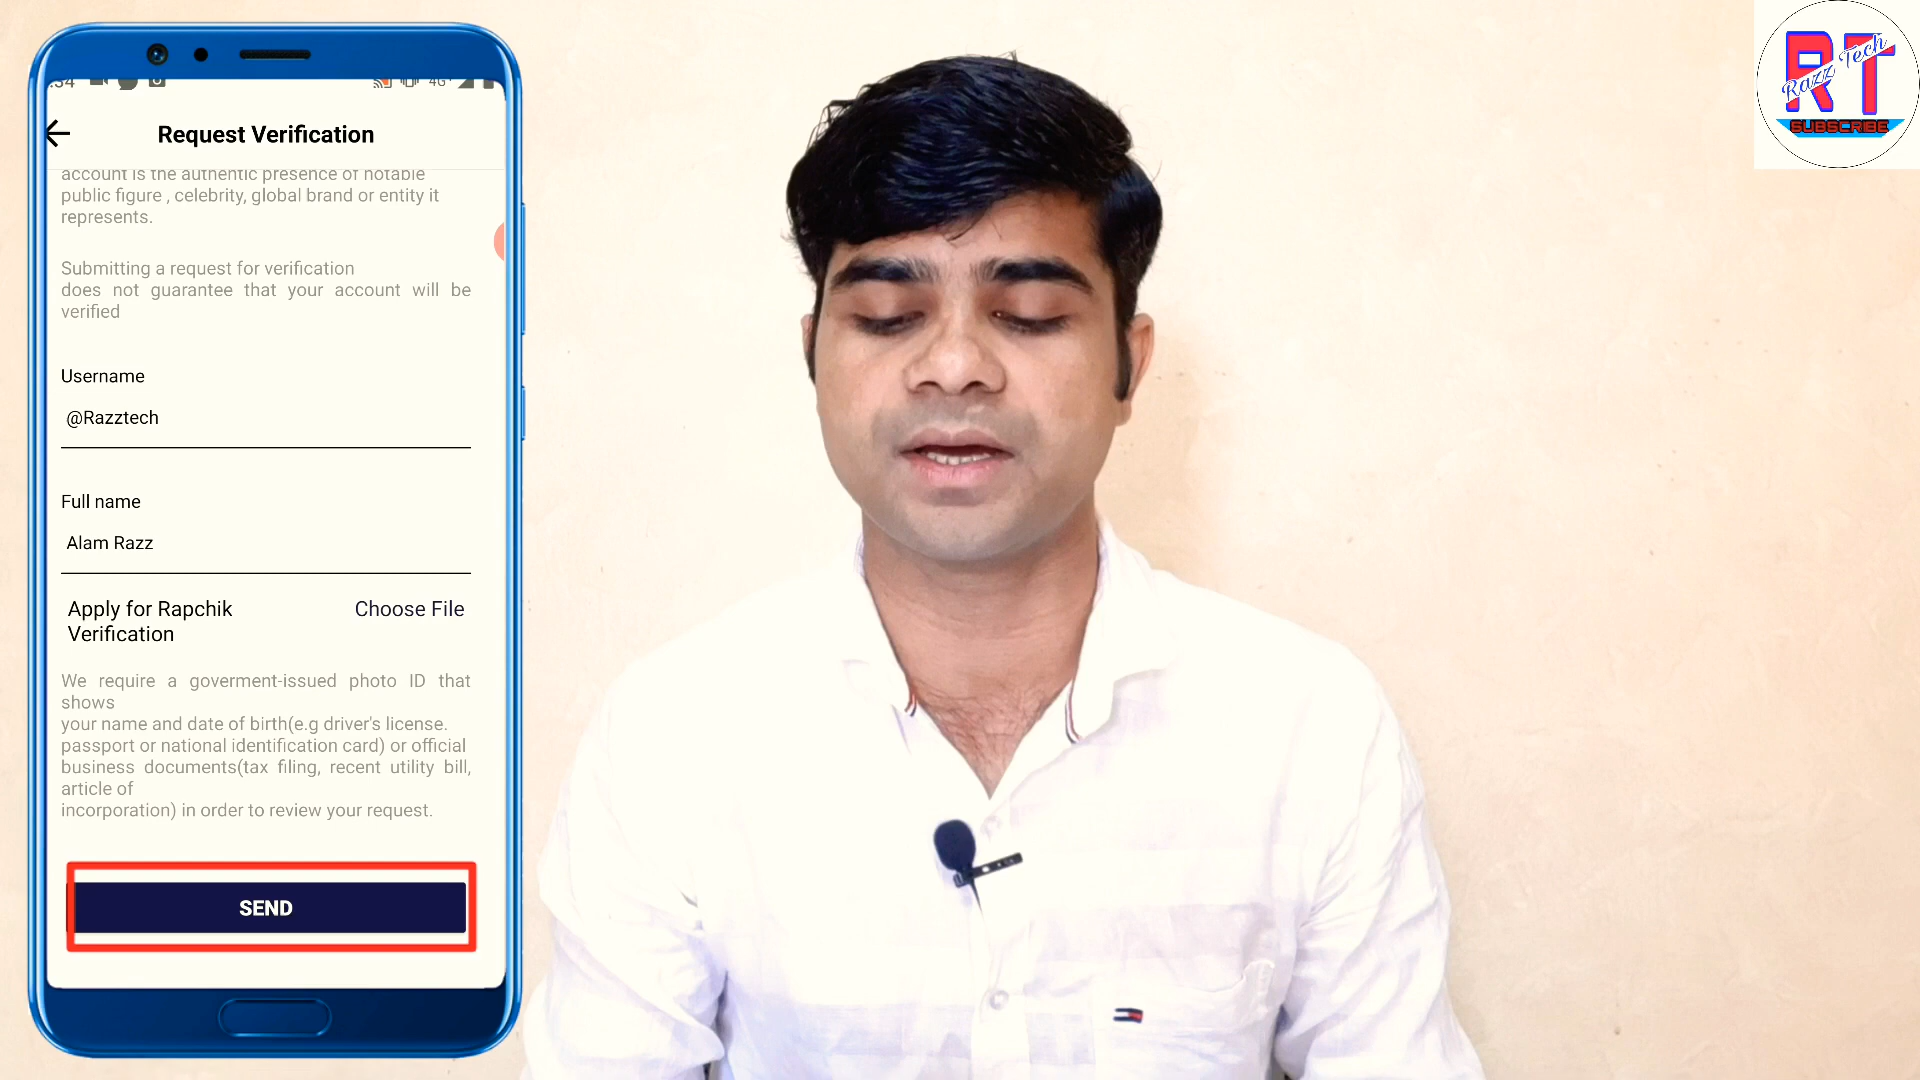 :34
4G+
Request Verification
account is the authentic presence of notable
public figure , celebrity, global brand or entity it
represents.
Submitting a request for verification
does not guarantee that your account will be
verified
Username
@Razztech
Full name
Alam Razz
Apply for Rapchik
Verification
Choose File
We require a goverment-issued photo ID that
shows
your name and date of birth(e.g driver's license.
passport or national identification card) or official
business documents(tax filing, recent utility bill,
article of
incorporation) in order to review your request.
SEND
RT
Razz Tech
SUBSCRIBE